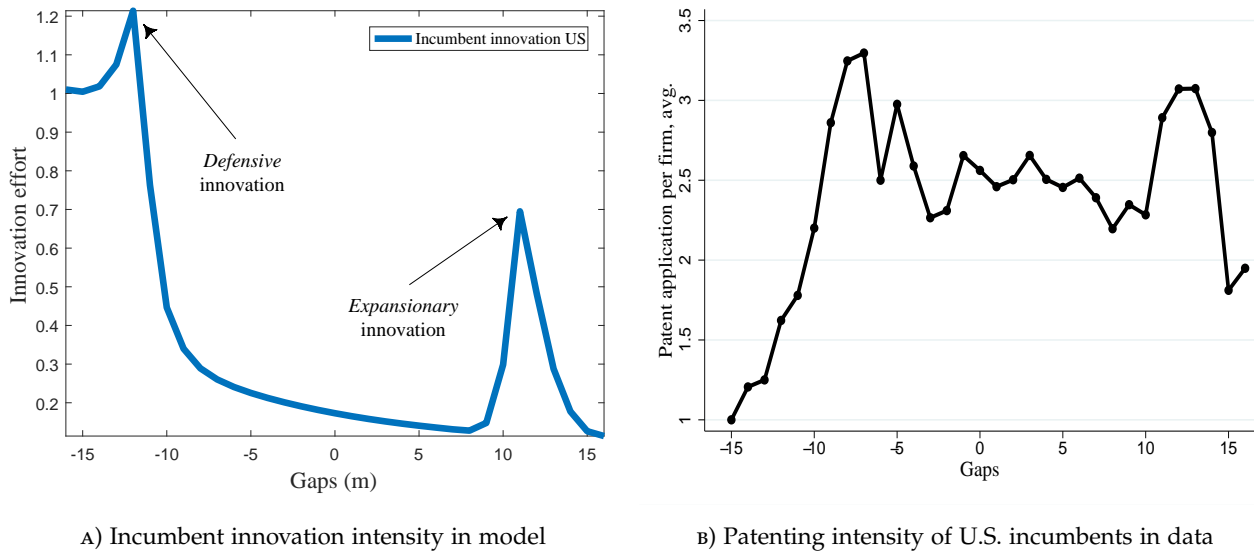 1.2
1.1
1
0.9
0.8
0.7
0.6
0.5
0.4
0.3
0.2
Innovation effort
Incumbent innovation US
Defensive
innovation
Expansionary
innovation
-15 -10 -5 0 5 10 15
Gaps (m)
A) Incumbent innovation intensity in model
3.5
3
2.5
2
1.5
1
Patent application per firm, avg.
-15 -10 -5 0 5 10 15
Gaps
B) Patenting intensity of U.S. incumbents in data